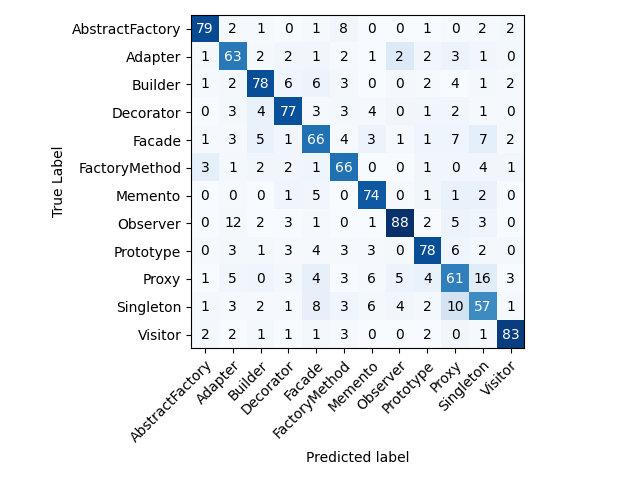 AbstractFactory 79 2 1 0 1 8 0 0 1 0 2 2
Adapter 1 63 2 2 1 2 1 2 2 3 1 0
Builder 1 2 78 6 6 3 0 0 2 4 1 2
Decorator 0 3 4 77 3 3 4 0 1 2 1 0
Facade 1 3 5 1 66 4 3 1 1 7 7 2
FactoryMethod 3 1 2 2 1 66 0 0 1 0 4 1
Memento 0 0 0 1 5 0 74 0 1 1 2 0
Observer 0 12 2 3 1 0 1 88 2 5 3 0
Prototype 0 3 1 3 4 3 3 0 78 6 2 0
Proxy 1 5 0 3 4 3 6 5 4 61 16 3
Singleton 1 3 2 1 8 3 6 4 2 10 57 1
Visitor 2 2 1 1 1 3 0 0 2 0 1 83
True Label
AbstractFactory Adapter Builder Decorator Facade FactoryMethod Memento Observer Prototype Proxy Singleton Visitor
Predicted label